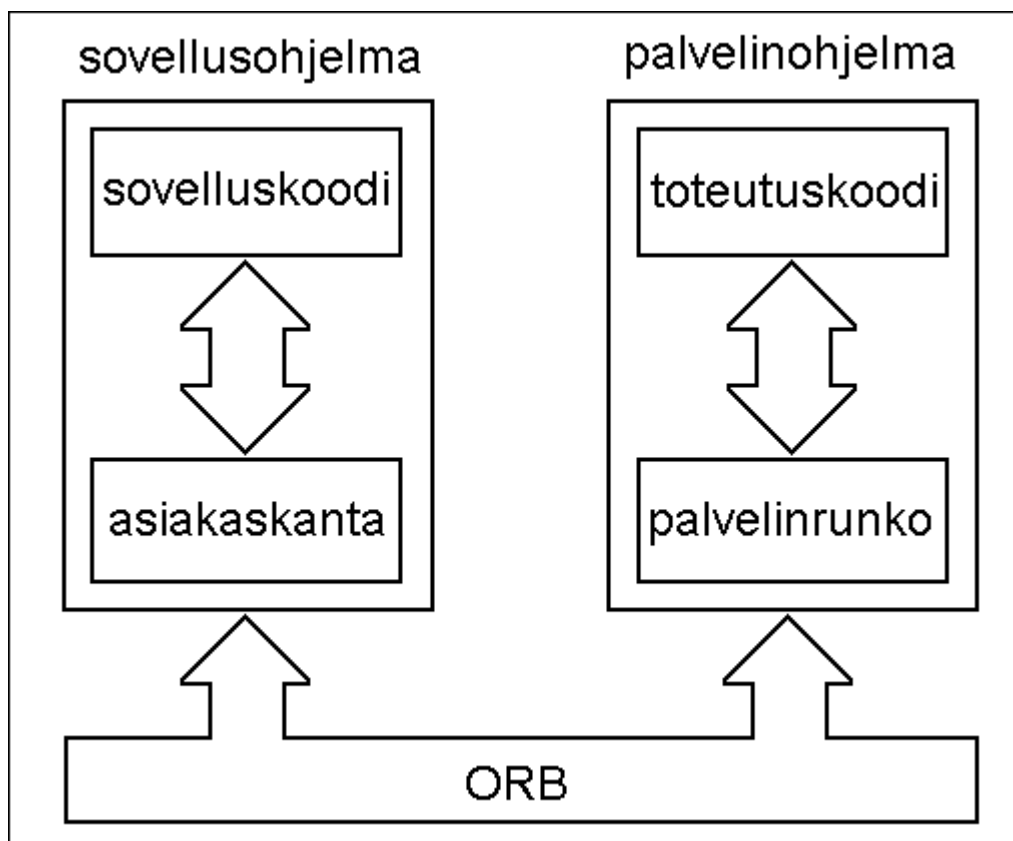 sovellusohjelma
palvelinohjelma
sovelluskoodi
toteutuskoodi
asiakaskanta
palvelinrunko
ORB